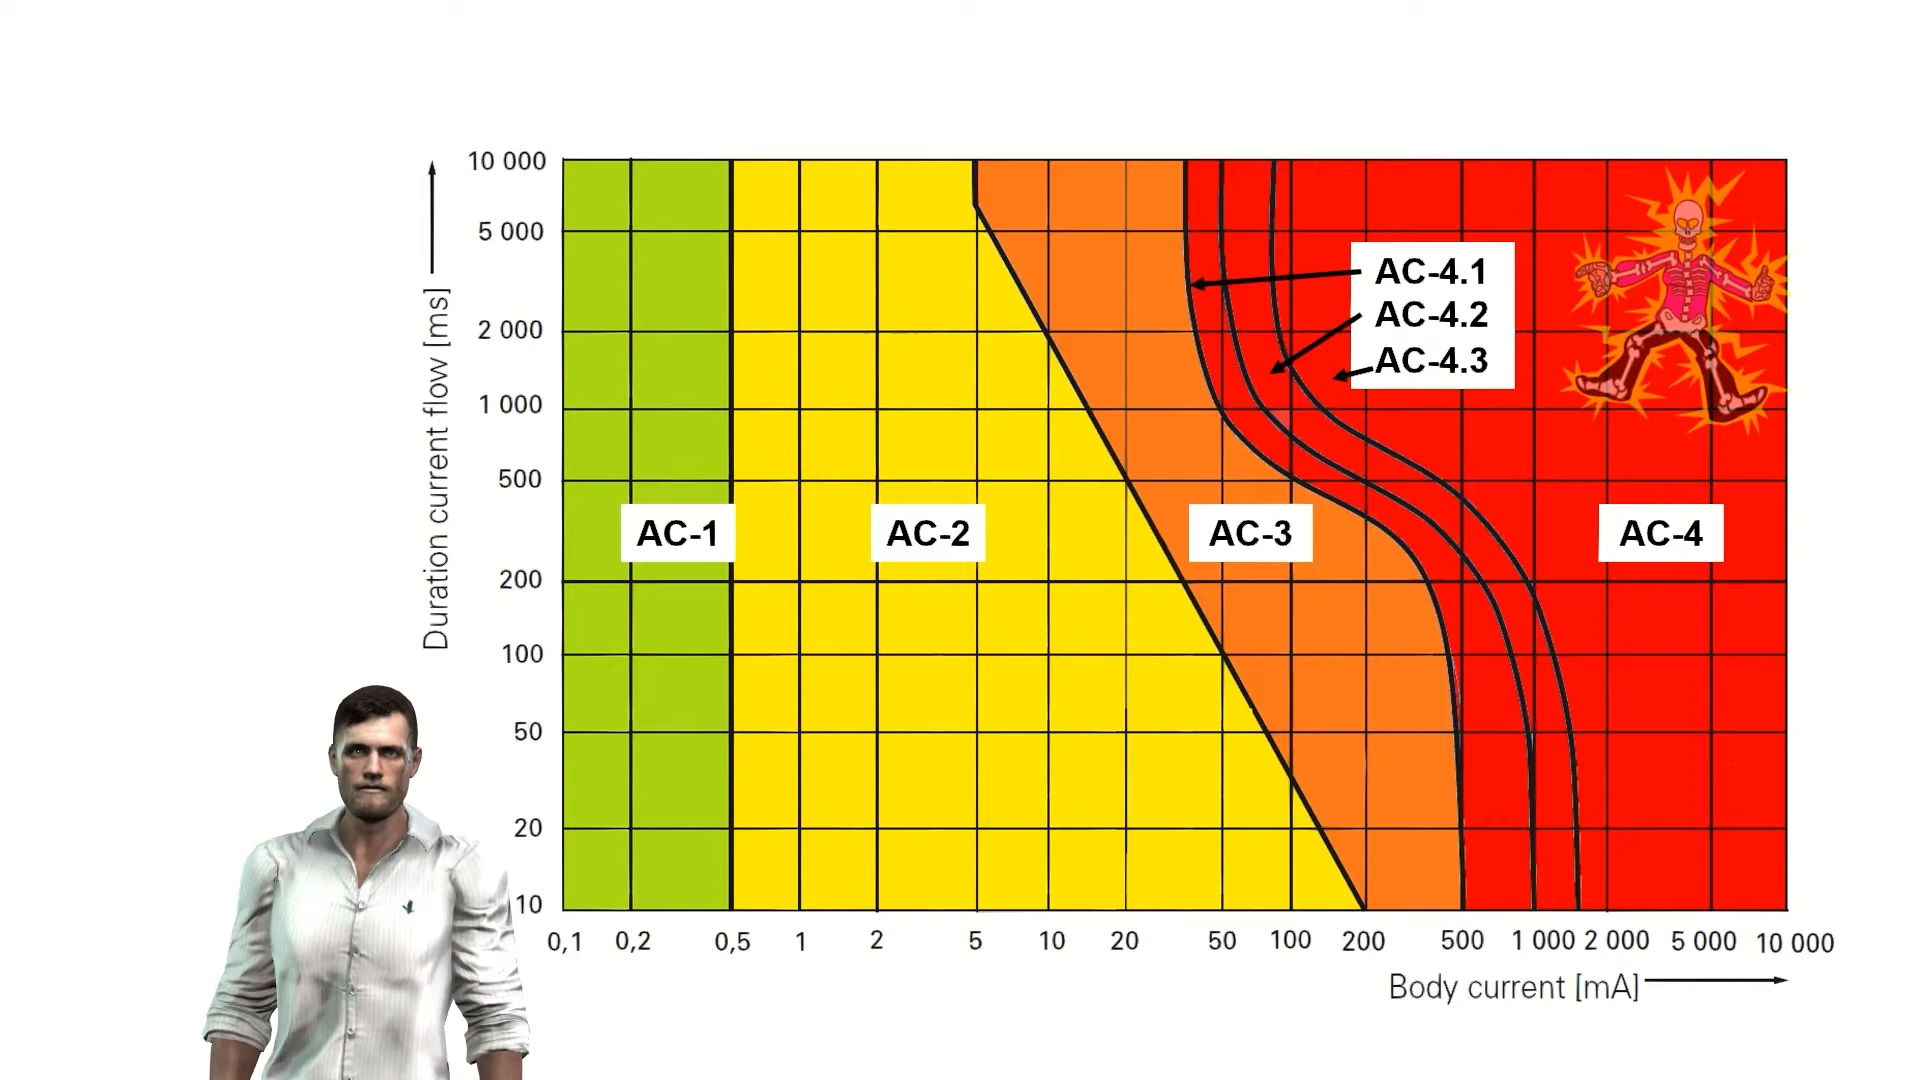 10 000
5 000
2 000
1 000
500
200
100
50
20
10
Duration current flow [ms]
AC-4.1
AC-4.2
AC-4.3
AC-1
AC-2
AC-3
AC-4
0,1 0,2 0,5 1 2 5 10 20 50 100 200 500 1 000 2 000 5 000 10 000
Body current [mA]